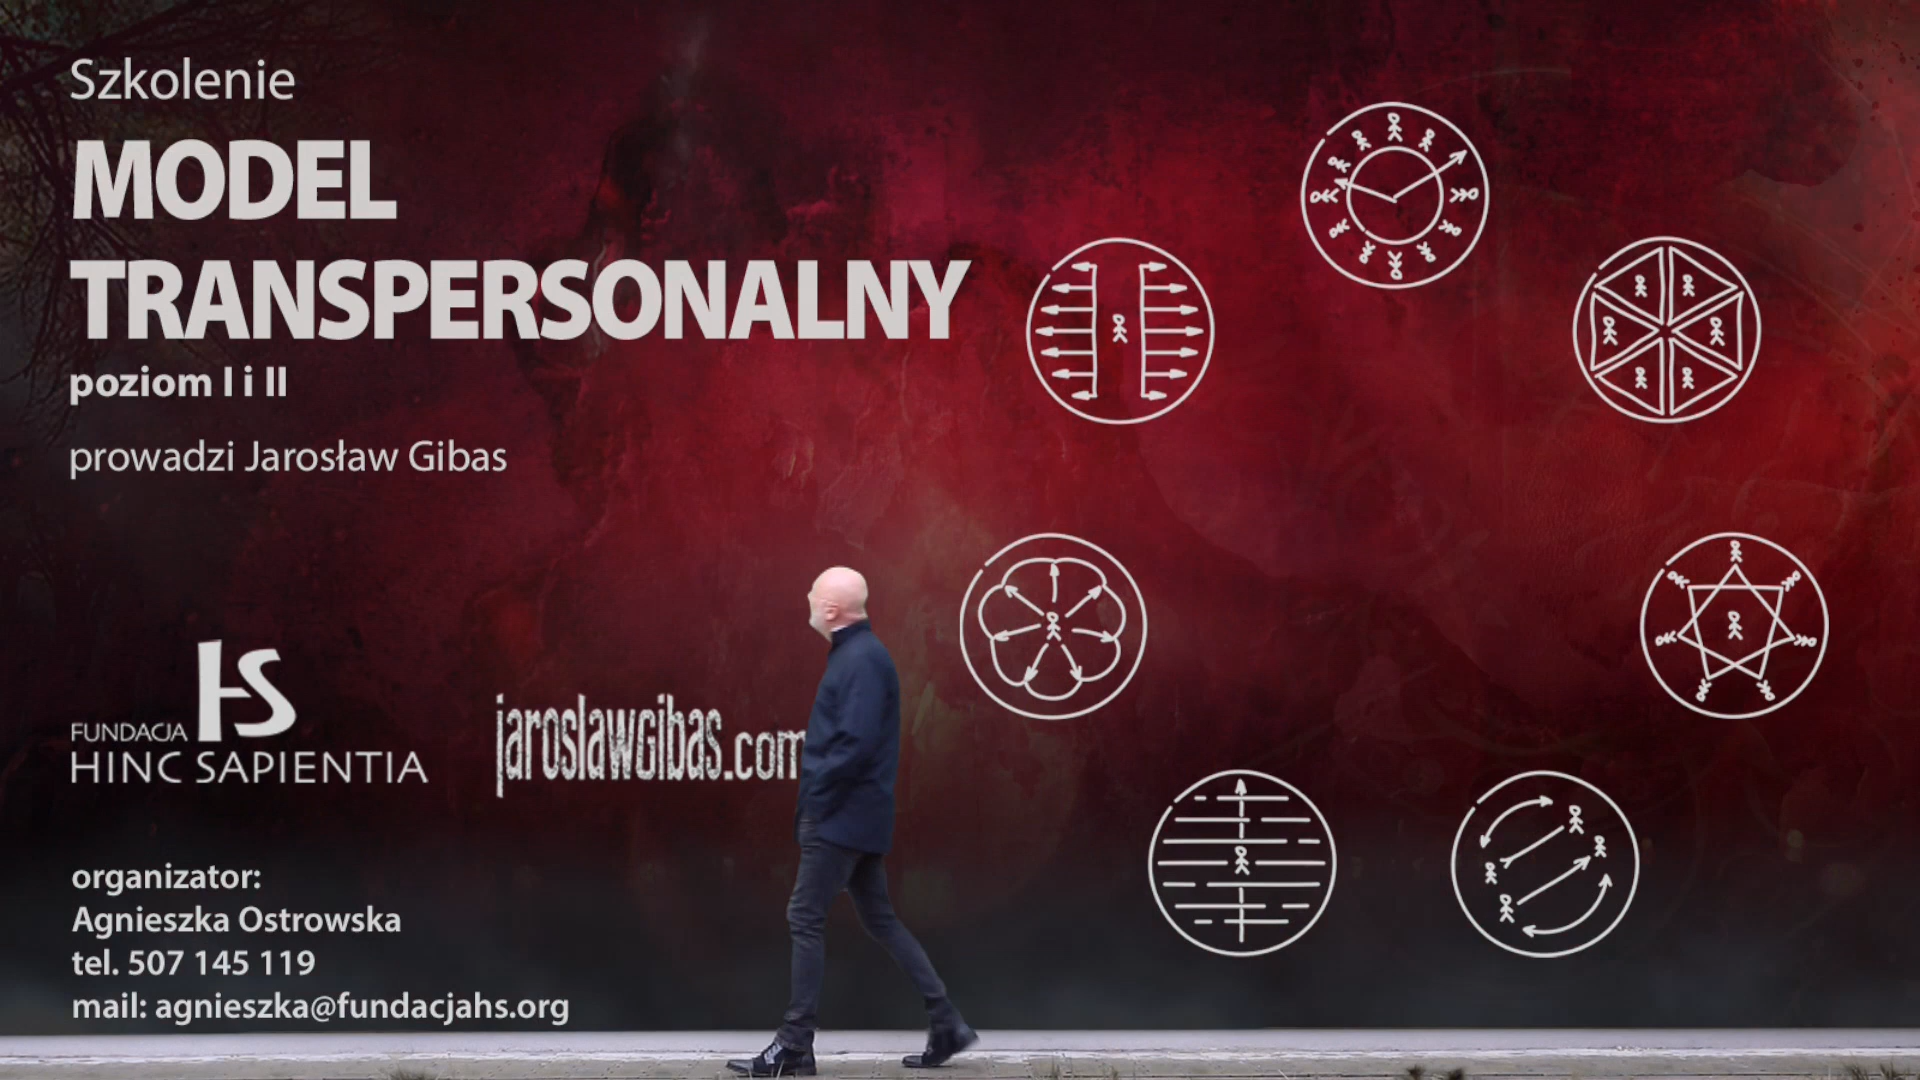 Szkolenie
MODEL
TRANSPERSONALNY
poziom I i II
prowadzi Jarosław Gibas
HS
FUNDACJA
HINC SAPIENTIA
jaroslawgibas.com
organizator:
Agnieszka Ostrowska
tel. 507 145 119
mail: agnieszka@fundacjahs.org